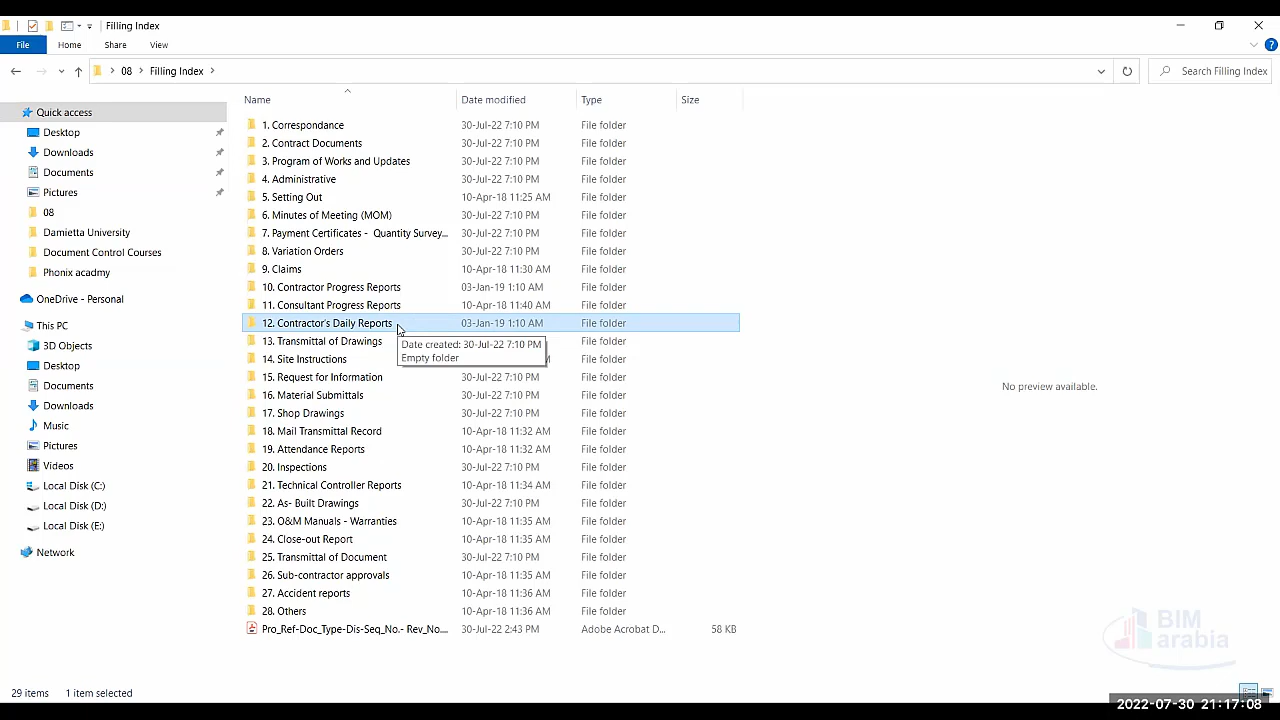 Filling Index
File Home Share View
08 Filling Index Search Filling Index
Name Date modified Type Size
Quick access
Desktop
Downloads
Documents
Pictures
08
Damietta University
Document Control Courses
Phonix acadmy
OneDrive - Personal
This PC
3D Objects
Desktop
Documents
Downloads
Music
Pictures
Videos
Local Disk (C:)
Local Disk (D:)
Local Disk (E:)
Network
1. Correspondance 30-Jul-22 7:10 PM File folder
2. Contract Documents 30-Jul-22 7:10 PM File folder
3. Program of Works and Updates 30-Jul-22 7:10 PM File folder
4. Administrative 30-Jul-22 7:10 PM File folder
5. Setting Out 10-Apr-18 11:25 AM File folder
6. Minutes of Meeting (MOM) 30-Jul-22 7:10 PM File folder
7. Payment Certificates - Quantity Survey... 30-Jul-22 7:10 PM File folder
8. Variation Orders 30-Jul-22 7:10 PM File folder
9. Claims 10-Apr-18 11:30 AM File folder
10. Contractor Progress Reports 03-Jan-19 1:10 AM File folder
11. Consultant Progress Reports 10-Apr-18 11:40 AM File folder
12. Contractor's Daily Reports 03-Jan-19 1:10 AM File folder
13. Transmittal of Drawings File folder
Date created: 30-Jul-22 7:10 PM
Empty folder
14. Site Instructions File folder
15. Request for Information 30-Jul-22 7:10 PM File folder
16. Material Submittals 30-Jul-22 7:10 PM File folder
17. Shop Drawings 30-Jul-22 7:10 PM File folder
18. Mail Transmittal Record 10-Apr-18 11:32 AM File folder
19. Attendance Reports 10-Apr-18 11:32 AM File folder
20. Inspections 30-Jul-22 7:10 PM File folder
21. Technical Controller Reports 10-Apr-18 11:34 AM File folder
22. As- Built Drawings 30-Jul-22 7:10 PM File folder
23. O&M Manuals - Warranties 10-Apr-18 11:35 AM File folder
24. Close-out Report 10-Apr-18 11:35 AM File folder
25. Transmittal of Document 30-Jul-22 7:10 PM File folder
26. Sub-contractor approvals 10-Apr-18 11:35 AM File folder
27. Accident reports 10-Apr-18 11:36 AM File folder
28. Others 10-Apr-18 11:36 AM File folder
Pro_Ref-Doc_Type-Dis-Seq_No.- Rev_No.... 30-Jul-22 2:43 PM Adobe Acrobat D... 58 KB
No preview available.
BIM
arabia
29 items 1 item selected
2022-07-30 21:17:08